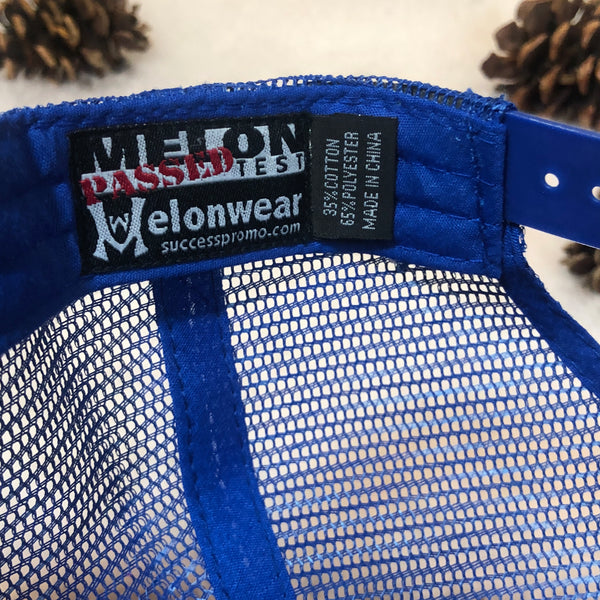 MELON
PASSED
TEST
Melonwear
successpromo.com
35% COTTON
65% POLYESTER
MADE IN CHINA